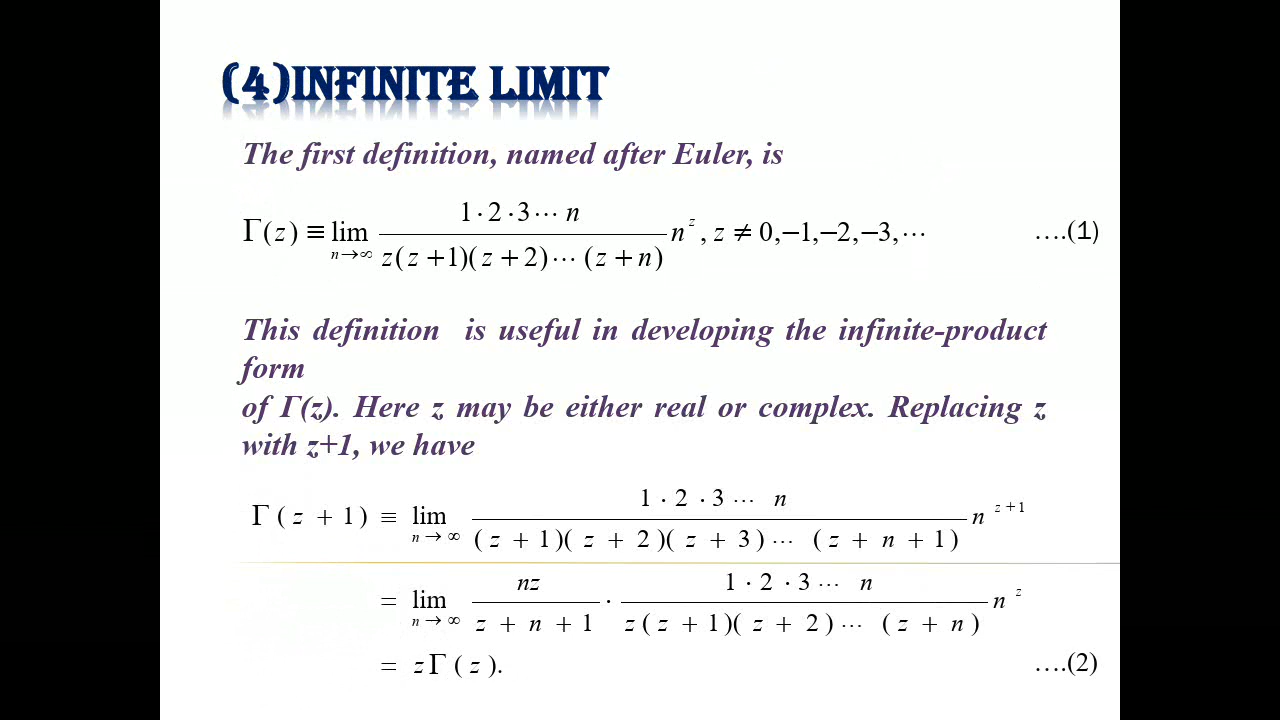 (4)INFINITE LIMIT
The first definition, named after Euler, is
Γ(z) ≡ lim n→∞ 1·2·3⋯n / z(z+1)(z+2)⋯(z+n) n^z, z ≠ 0,−1,−2,−3,⋯ ….(1)
This definition is useful in developing the infinite-product
form
of Γ(z). Here z may be either real or complex. Replacing z
with z+1, we have
Γ(z+1) ≡ lim n→∞ 1·2·3⋯ n / (z+1)(z+2)(z+3)⋯ (z+n+1) n^z+1
= lim n→∞ nz / z+n+1 · 1·2·3⋯ n / z(z+1)(z+2)⋯ (z+n) n^z
= zΓ(z). ….(2)